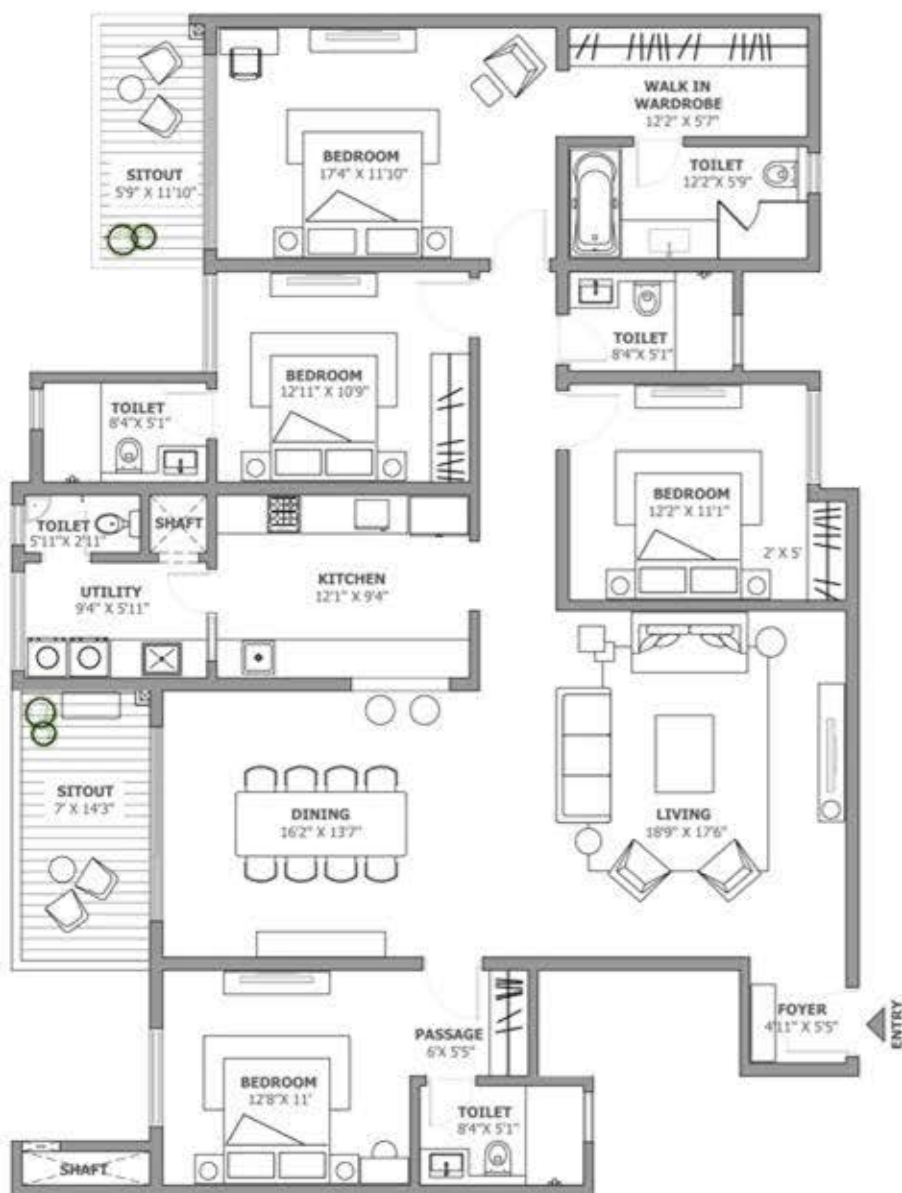 WALK IN
WARDROBE
12'2" X 5'7"
BEDROOM
17'4" X 11'10"
TOILET
12'2"X 5'9"
SITOUT
5'9" X 11'10"
TOILET
8'4"X 5'1"
BEDROOM
12'11" X 10'9"
TOILET
8'4"X 5'1"
BEDROOM
12'2" X 11'1"
2' X 5'
TOILET
5'11"X 2'11"
SHAFT
UTILITY
9'4" X 5'11"
KITCHEN
12'1" X 9'4"
SITOUT
7' X 14'3"
DINING
16'2" X 13'7"
LIVING
18'9" X 17'6"
FOYER
4'11" X 5'5"
ENTRY
PASSAGE
6'X 5'5"
BEDROOM
12'8"X 11'
TOILET
8'4"X 5'1"
SHAFT